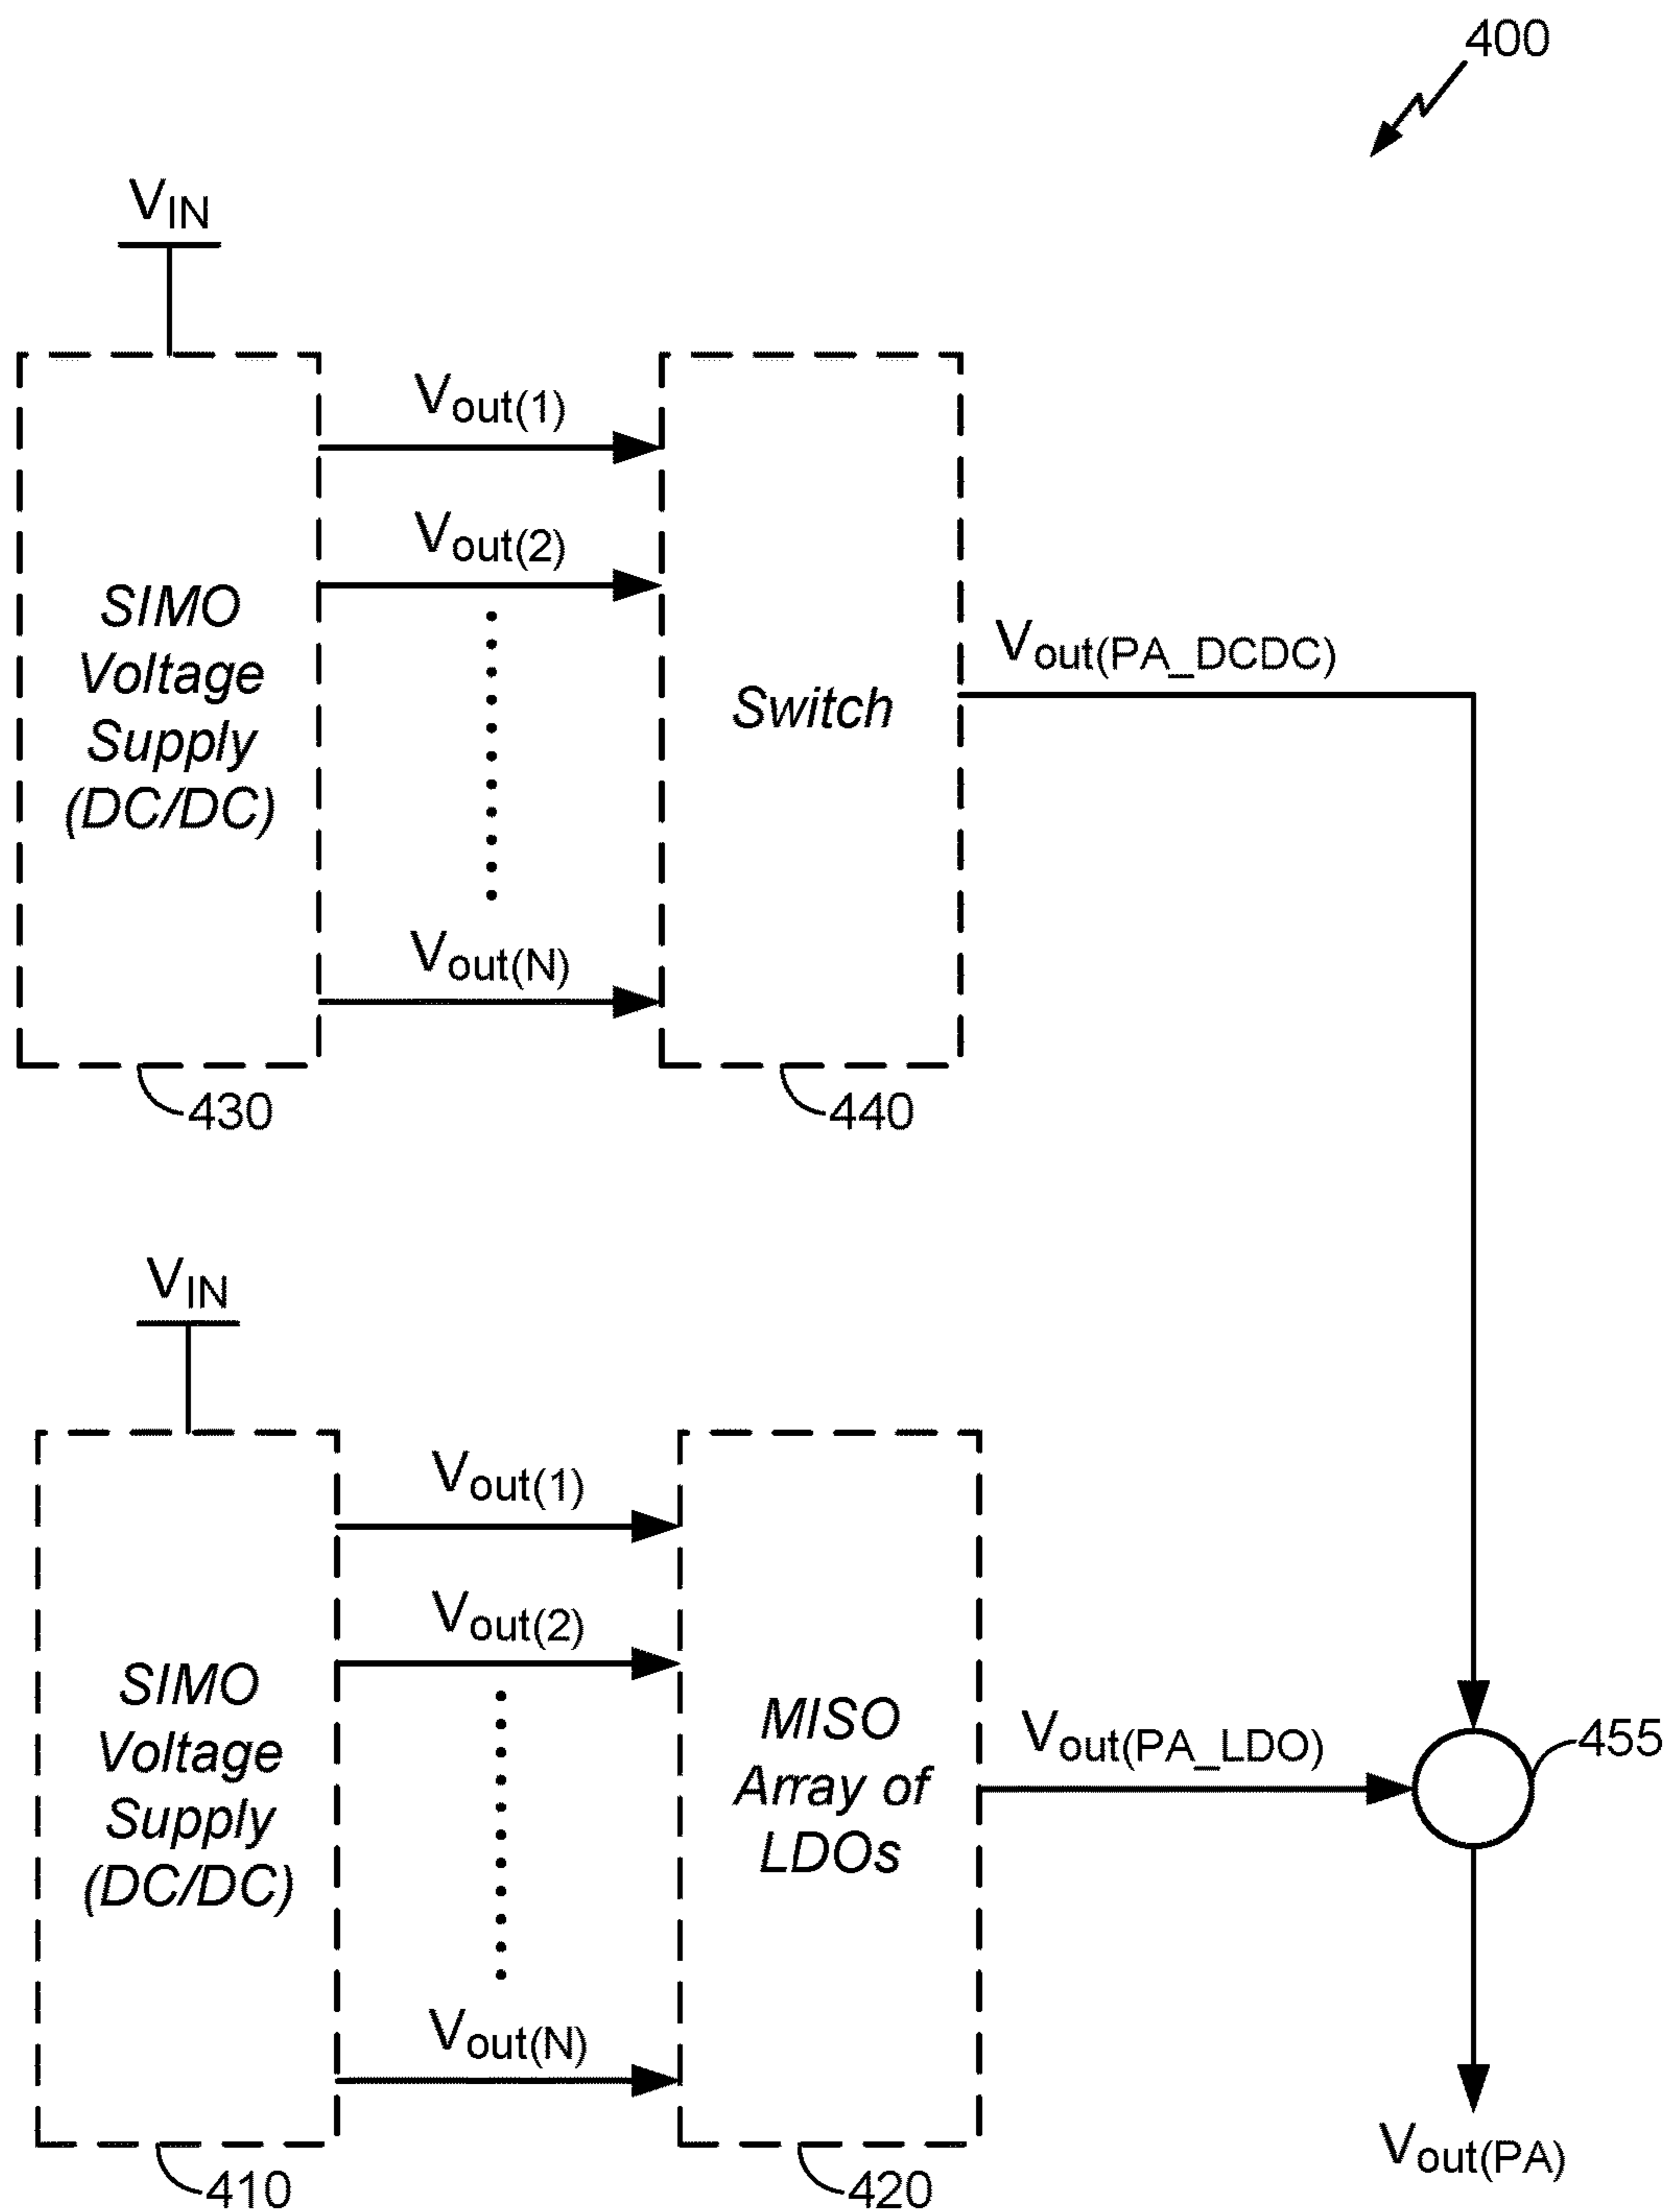 400
VIN
Vout(1)
Vout(2)
SIMO
Voltage
Supply
(DC/DC)
Switch
Vout(PA_DCDC)
Vout(N)
430
440
VIN
Vout(1)
Vout(2)
SIMO
Voltage
Supply
(DC/DC)
MISO
Array of
LDOs
Vout(PA_LDO)
455
Vout(N)
Vout(PA)
410
420